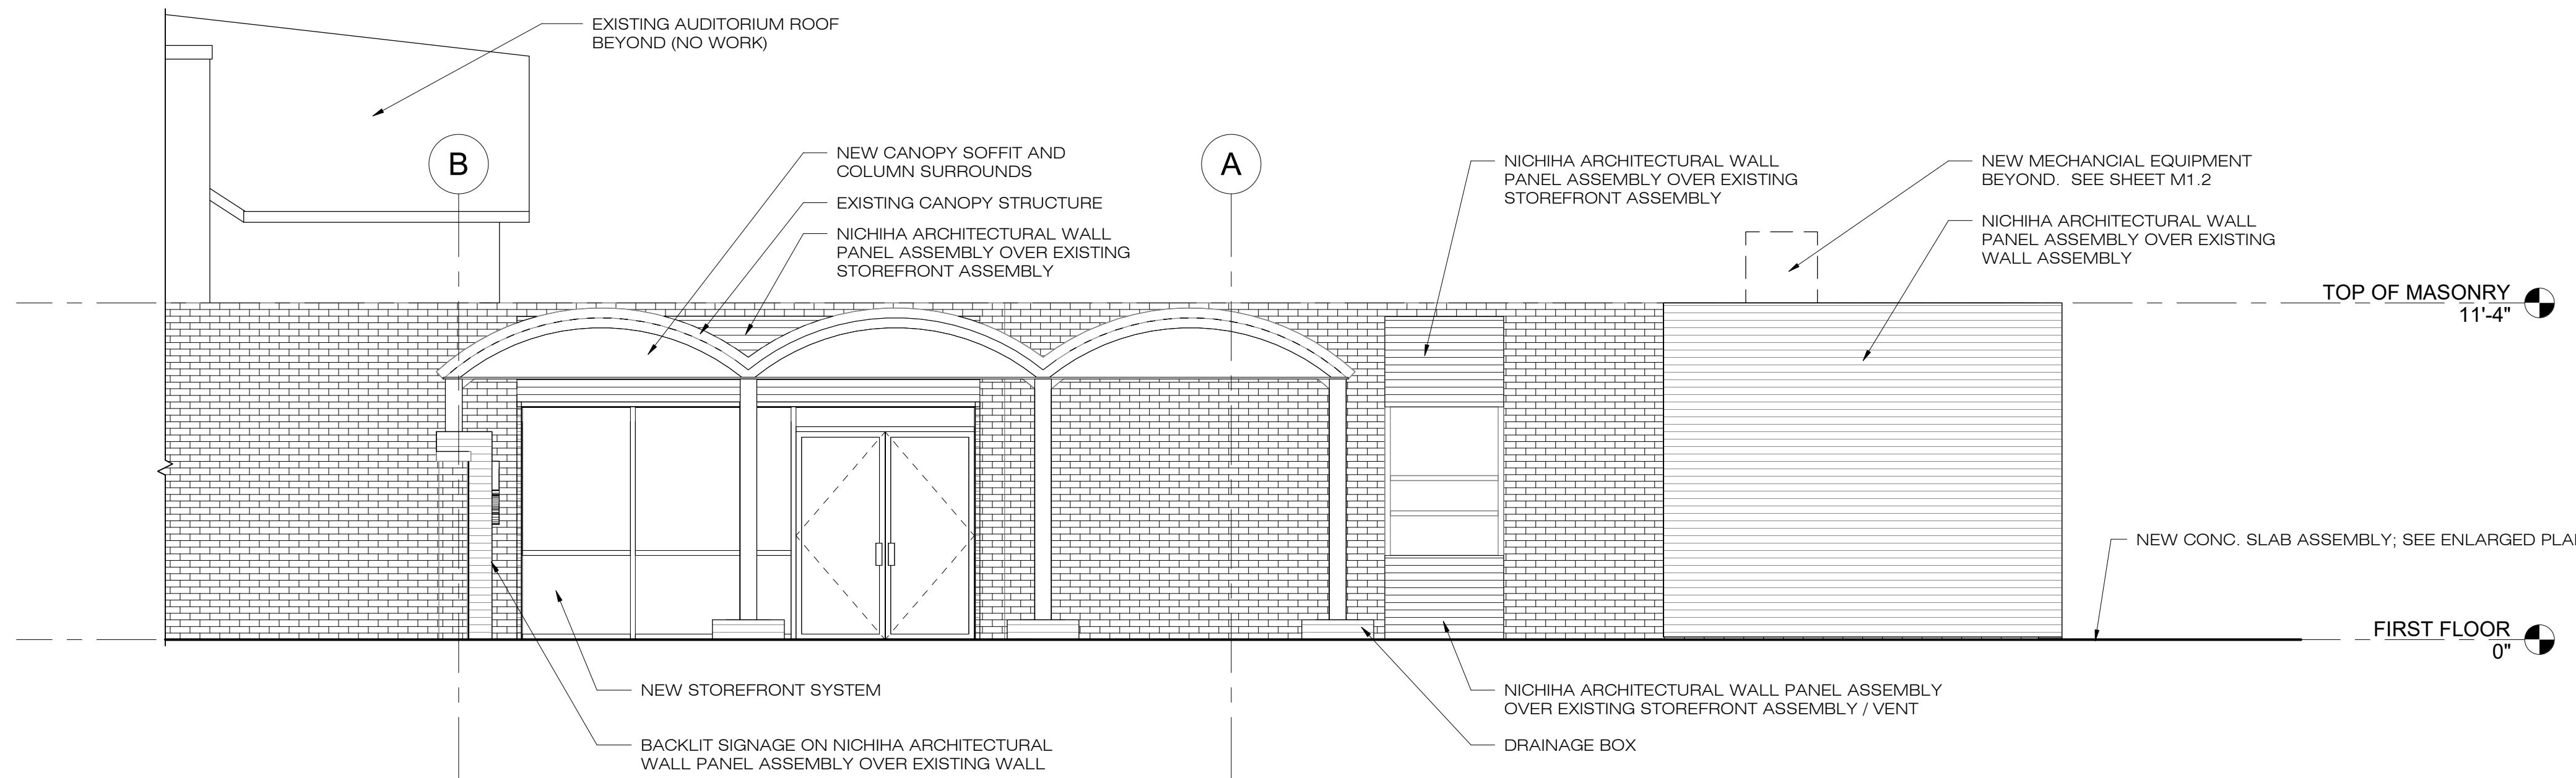 EXISTING AUDITORIUM ROOF
BEYOND (NO WORK)
B
NEW CANOPY SOFFIT AND
COLUMN SURROUNDS
EXISTING CANOPY STRUCTURE
NICHIHA ARCHITECTURAL WALL
PANEL ASSEMBLY OVER EXISTING
STOREFRONT ASSEMBLY
A
NICHIHA ARCHITECTURAL WALL
PANEL ASSEMBLY OVER EXISTING
STOREFRONT ASSEMBLY
NEW MECHANCIAL EQUIPMENT
BEYOND. SEE SHEET M1.2
NICHIHA ARCHITECTURAL WALL
PANEL ASSEMBLY OVER EXISTING
WALL ASSEMBLY
TOP OF MASONRY
11'-4"
NEW CONC. SLAB ASSEMBLY; SEE ENLARGED
FIRST FLOOR
0"
NEW STOREFRONT SYSTEM
BACKLIT SIGNAGE ON NICHIHA ARCHITECTURAL
WALL PANEL ASSEMBLY OVER EXISTING WALL
NICHIHA ARCHITECTURAL WALL PANEL ASSEMBLY
OVER EXISTING STOREFRONT ASSEMBLY / VENT
DRAINAGE BOX